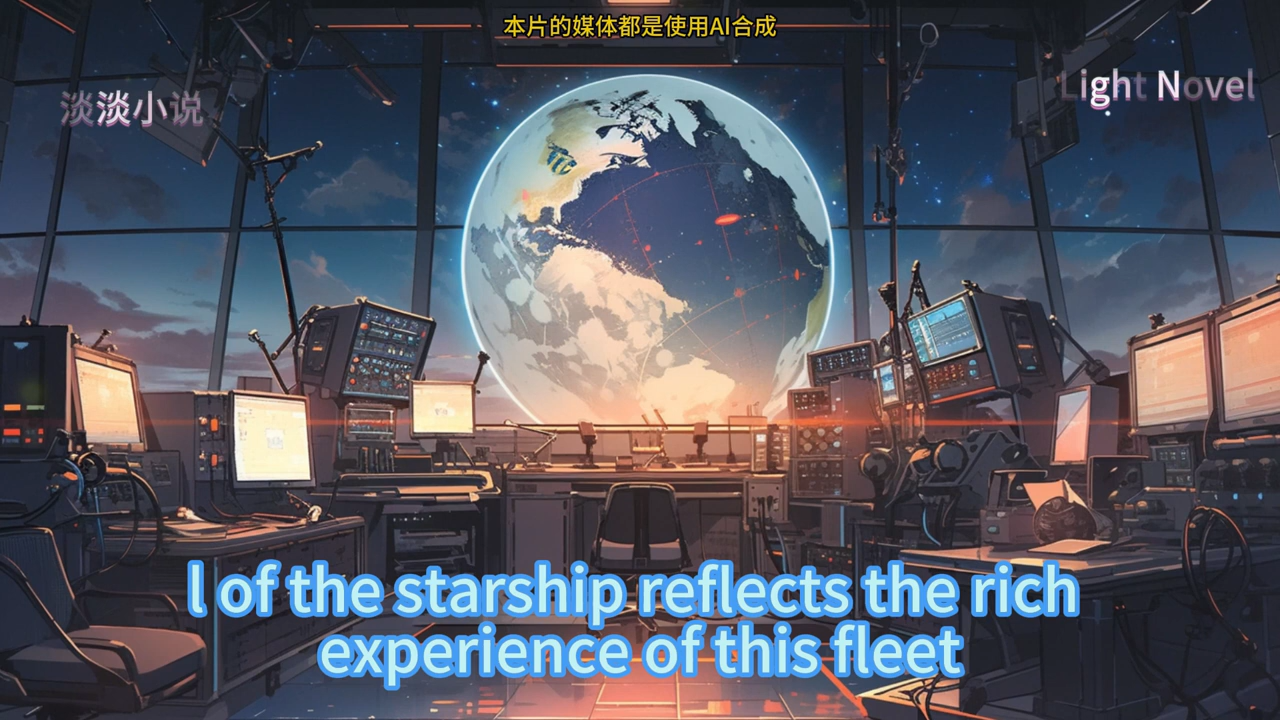 本片的媒体都是使用AI合成
淡淡小说
Light Novel
l of the starship reflects the rich
experience of this fleet